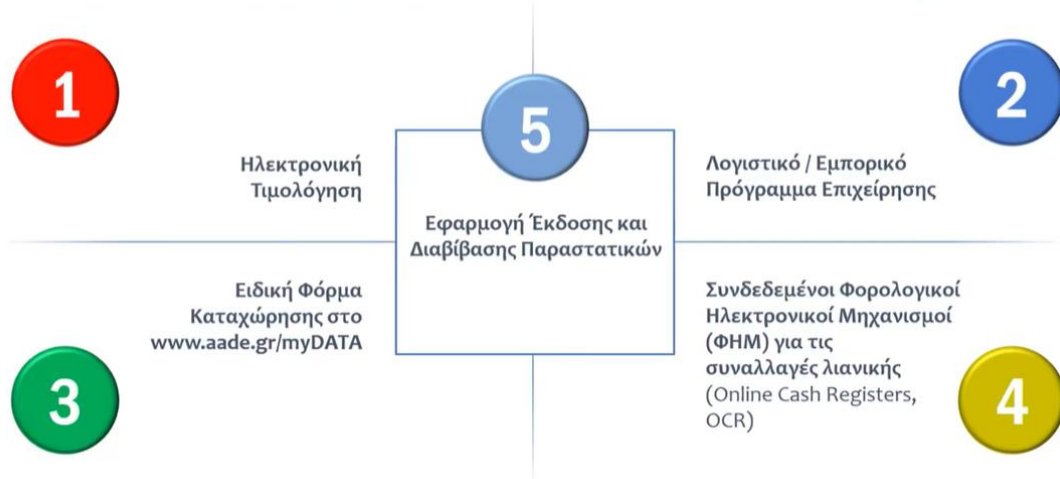 1
Ηλεκτρονική
Τιμολόγηση
2
Λογιστικό / Εμπορικό
Πρόγραμμα Επιχείρησης
5
Εφαρμογή Έκδοσης και
Διαβίβασης Παραστατικών
3
Ειδική Φόρμα
Καταχώρησης στο
www.aade.gr/myDATA
4
Συνδεδεμένοι Φορολογικοί
Ηλεκτρονικοί Μηχανισμοί
(ΦΗΜ) για τις
συναλλαγές λιανικής
(Online Cash Registers,
OCR)